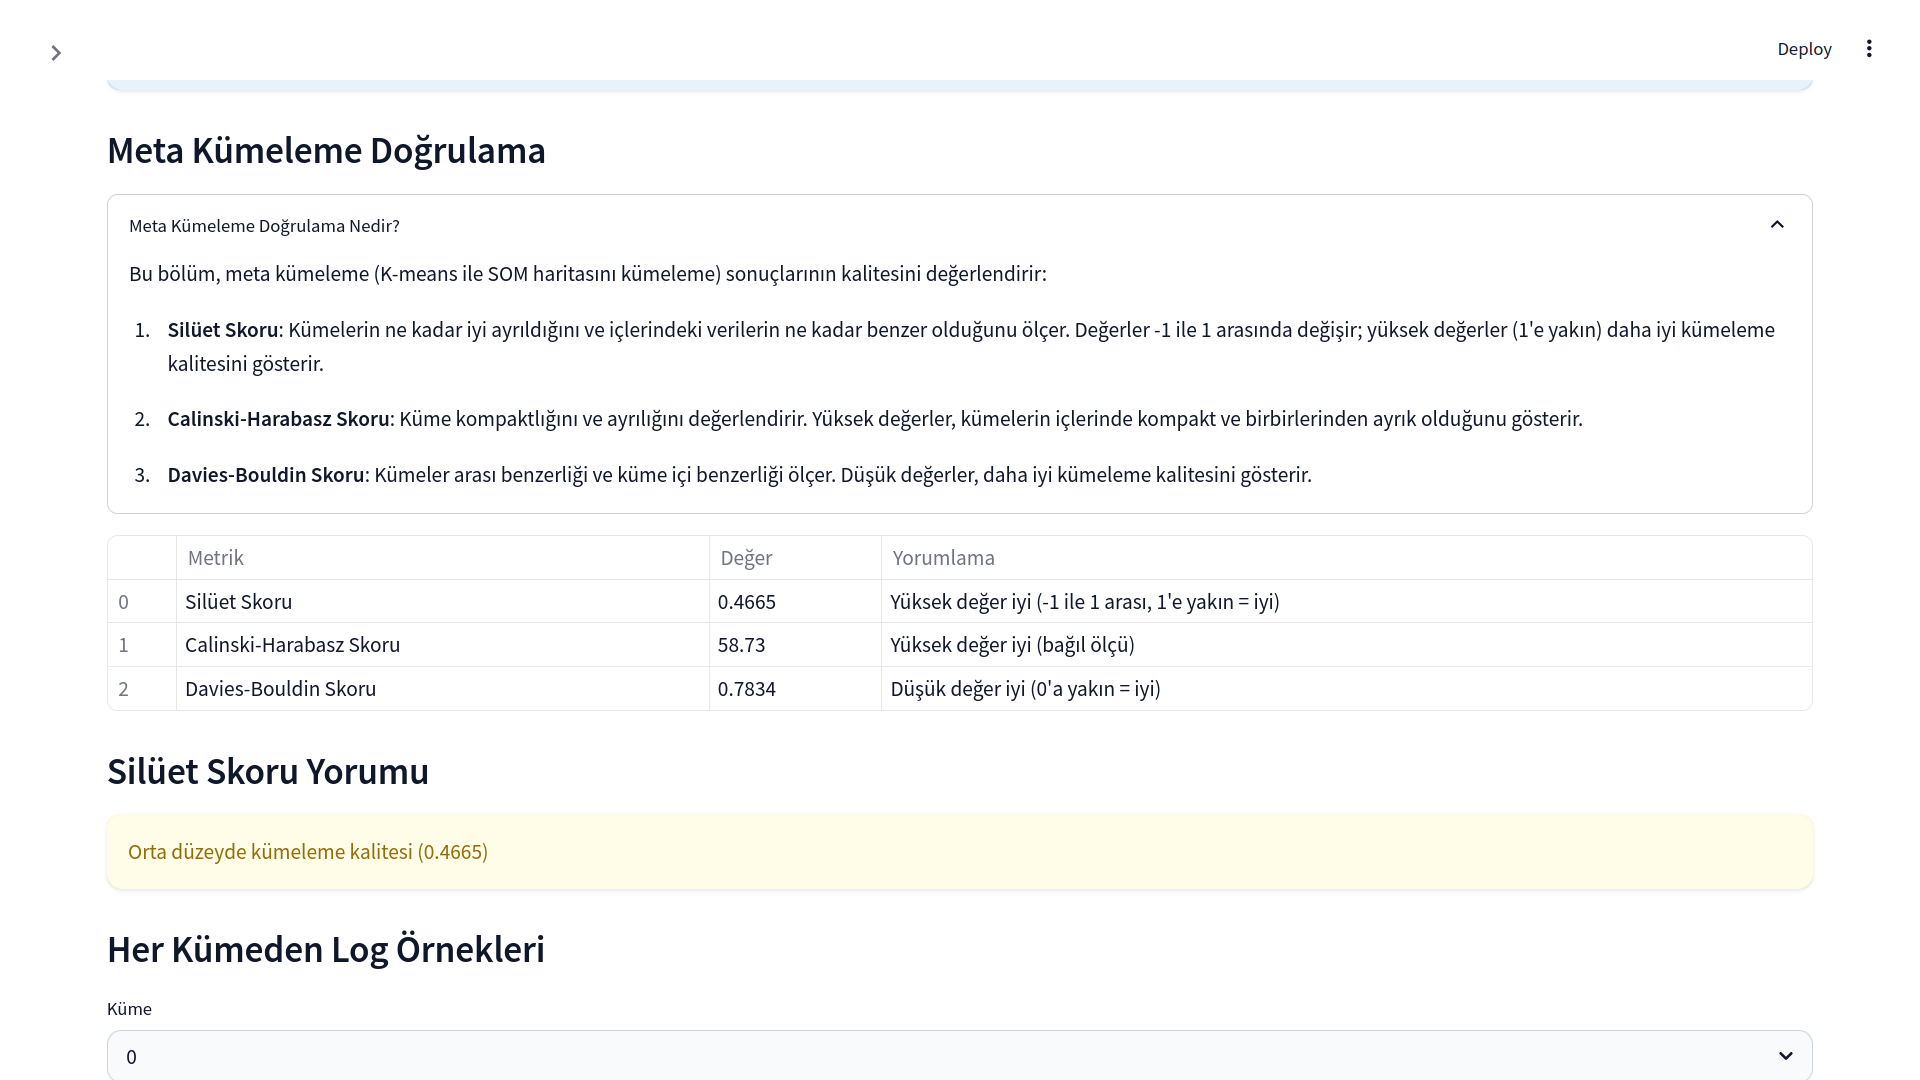 Deploy
Meta Kümeleme Doğrulama
Meta Kümeleme Doğrulama Nedir?
Bu bölüm, meta kümeleme (K-means ile SOM haritasını kümeleme) sonuçlarının kalitesini değerlendirir:
1. Silüet Skoru: Kümelerin ne kadar iyi ayrıldığını ve içlerindeki verilerin ne kadar benzer olduğunu ölçer. Değerler -1 ile 1 arasında değişir; yüksek değerler (1'e yakın) daha iyi kümeleme
kalitesini gösterir.
2. Calinski-Harabasz Skoru: Küme kompaktlığını ve ayrılığını değerlendirir. Yüksek değerler, kümelerin içlerinde kompakt ve birbirlerinden ayrık olduğunu gösterir.
3. Davies-Bouldin Skoru: Kümeler arası benzerliği ve küme içi benzerliği ölçer. Düşük değerler, daha iyi kümeleme kalitesini gösterir.
Metrik Değer Yorumlama
0 Silüet Skoru 0.4665 Yüksek değer iyi (-1 ile 1 arası, 1'e yakın = iyi)
1 Calinski-Harabasz Skoru 58.73 Yüksek değer iyi (bağıl ölçü)
2 Davies-Bouldin Skoru 0.7834 Düşük değer iyi (0'a yakın = iyi)
Silüet Skoru Yorumu
Orta düzeyde kümeleme kalitesi (0.4665)
Her Kümeden Log Örnekleri
Küme
0